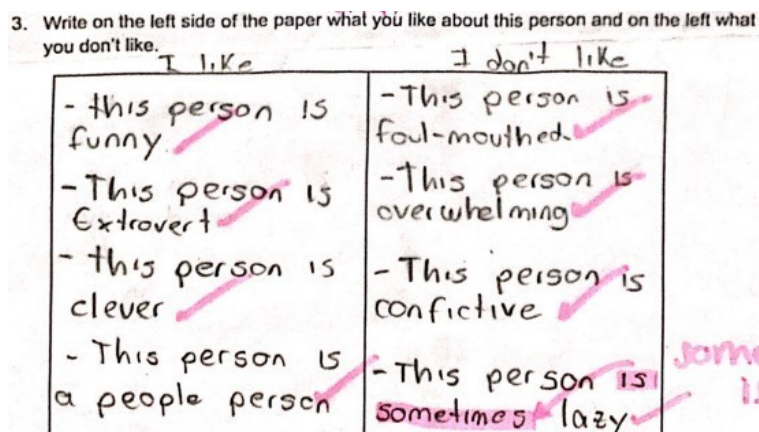 3. Write on the left side of the paper what you like about this person and on the left what
you don't like.
I like
I don't like
- this person is
funny
- This person is
Extrovert
- this person is
clever
- This person is
a people person
- This person is
foul-mouthed
- This person is
overwhelming
- This person is
confictive
- This person is
sometimes lazy